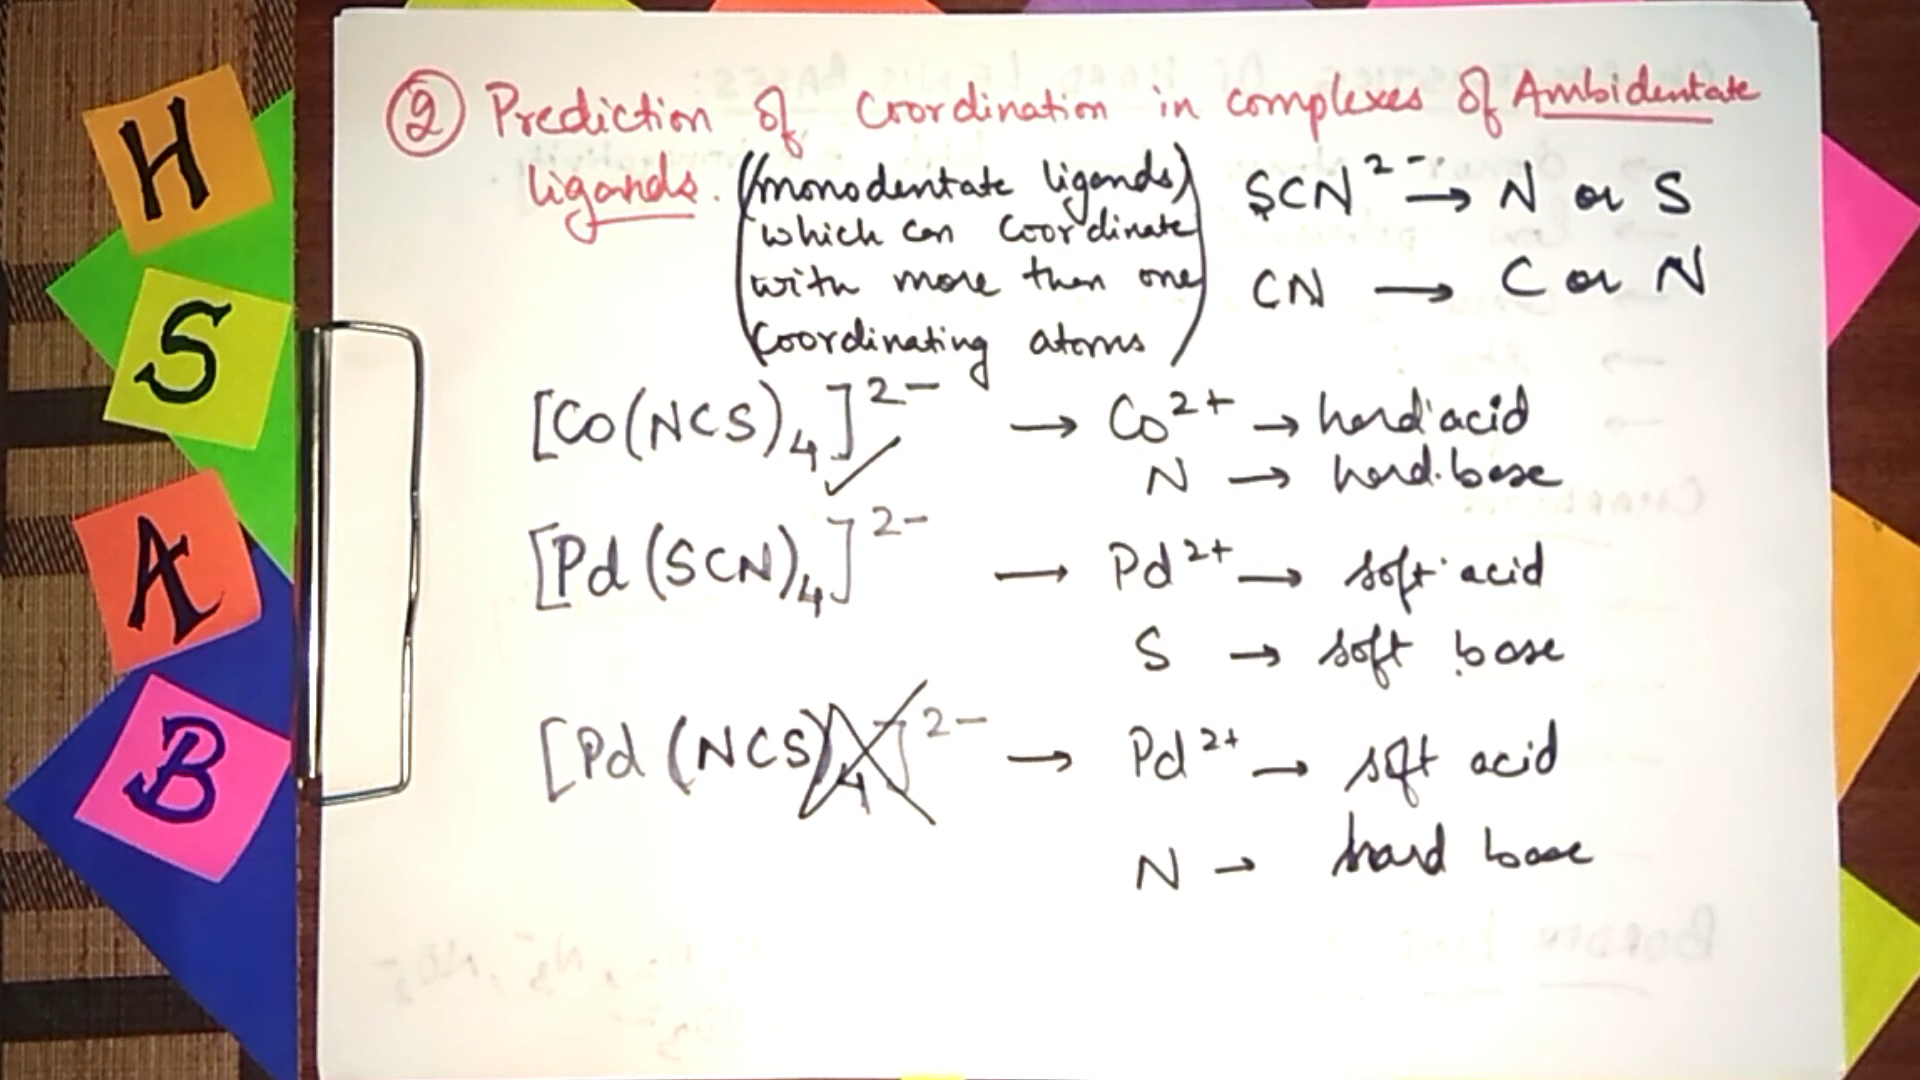 H
S
A
B
② Prediction of Coordination in complexes of Ambidentate
ligands. (monodentate ligands) SCN²⁻ → N or S
which can Coordinate
with more than one CN → C or N
Coordinating atoms
[Co(NCS)₄]²⁻ → Co²⁺ → hard acid
✓ N → hard base
[Pd(SCN)₄]²⁻ → Pd²⁺ → soft acid
S → soft base
[Pd(NCS)₄]²⁻ → Pd²⁺ → soft acid
N → hard base